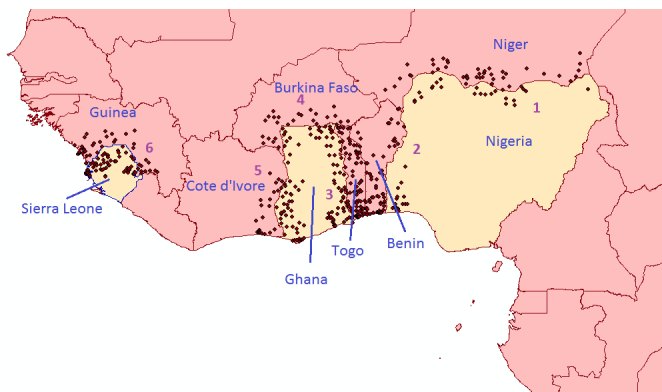 Niger
Burkina Faso
4
1
Guinea
6
2
Nigeria
5
Cote d'Ivore
3
Sierra Leone
Togo
Benin
Ghana